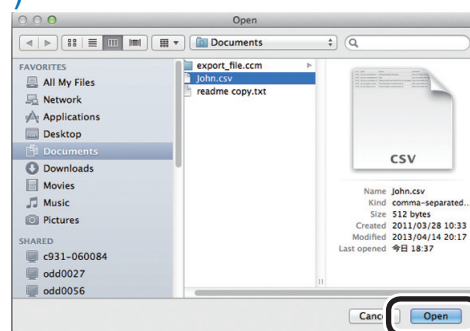 Open
Documents
FAVORITES
All My Files
Network
Applications
Desktop
Documents
Downloads
Movies
Music
Pictures
SHARED
c931-060084
odd0027
odd0056
export_file.ccm
John.csv
readme copy.txt
CSV
Name John.csv
Kind comma-separated...
Size 512 bytes
Created 2011/03/28 10:33
Modified 2013/04/14 20:17
Last opened 今日 18:37
Cance
Open